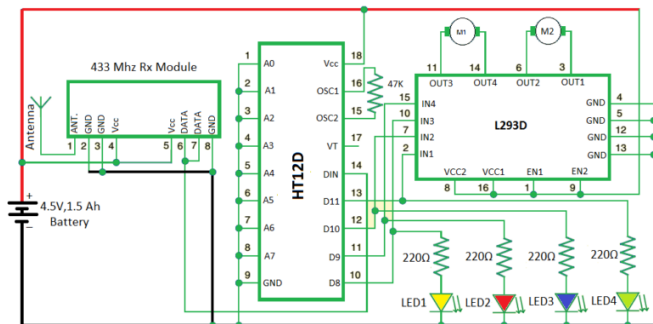 433 Mhz Rx Module
Antenna
ANT.
GND
GND
Vcc
Vcc
DATA
DATA
GND
1 2 3 4 5 6 7 8
+
4.5V,1.5 Ah
Battery
−
HT12D
1 A0
2 A1
3 A2
4 A3
5 A4
6 A5
7 A6
8 A7
9 GND
Vcc 18
OSC1 16
OSC2 15
VT 17
DIN 14
D11 13
D10 12
D9 11
D8 10
47K
M1
M2
11 14 6 3
OUT3 OUT4 OUT2 OUT1
L293D
15 IN4
10 IN3
7 IN2
2 IN1
GND 4
GND 5
GND 12
GND 13
VCC2 VCC1 EN1 EN2
8 16 1 9
220Ω 220Ω 220Ω 220Ω
LED1 LED2 LED3 LED4